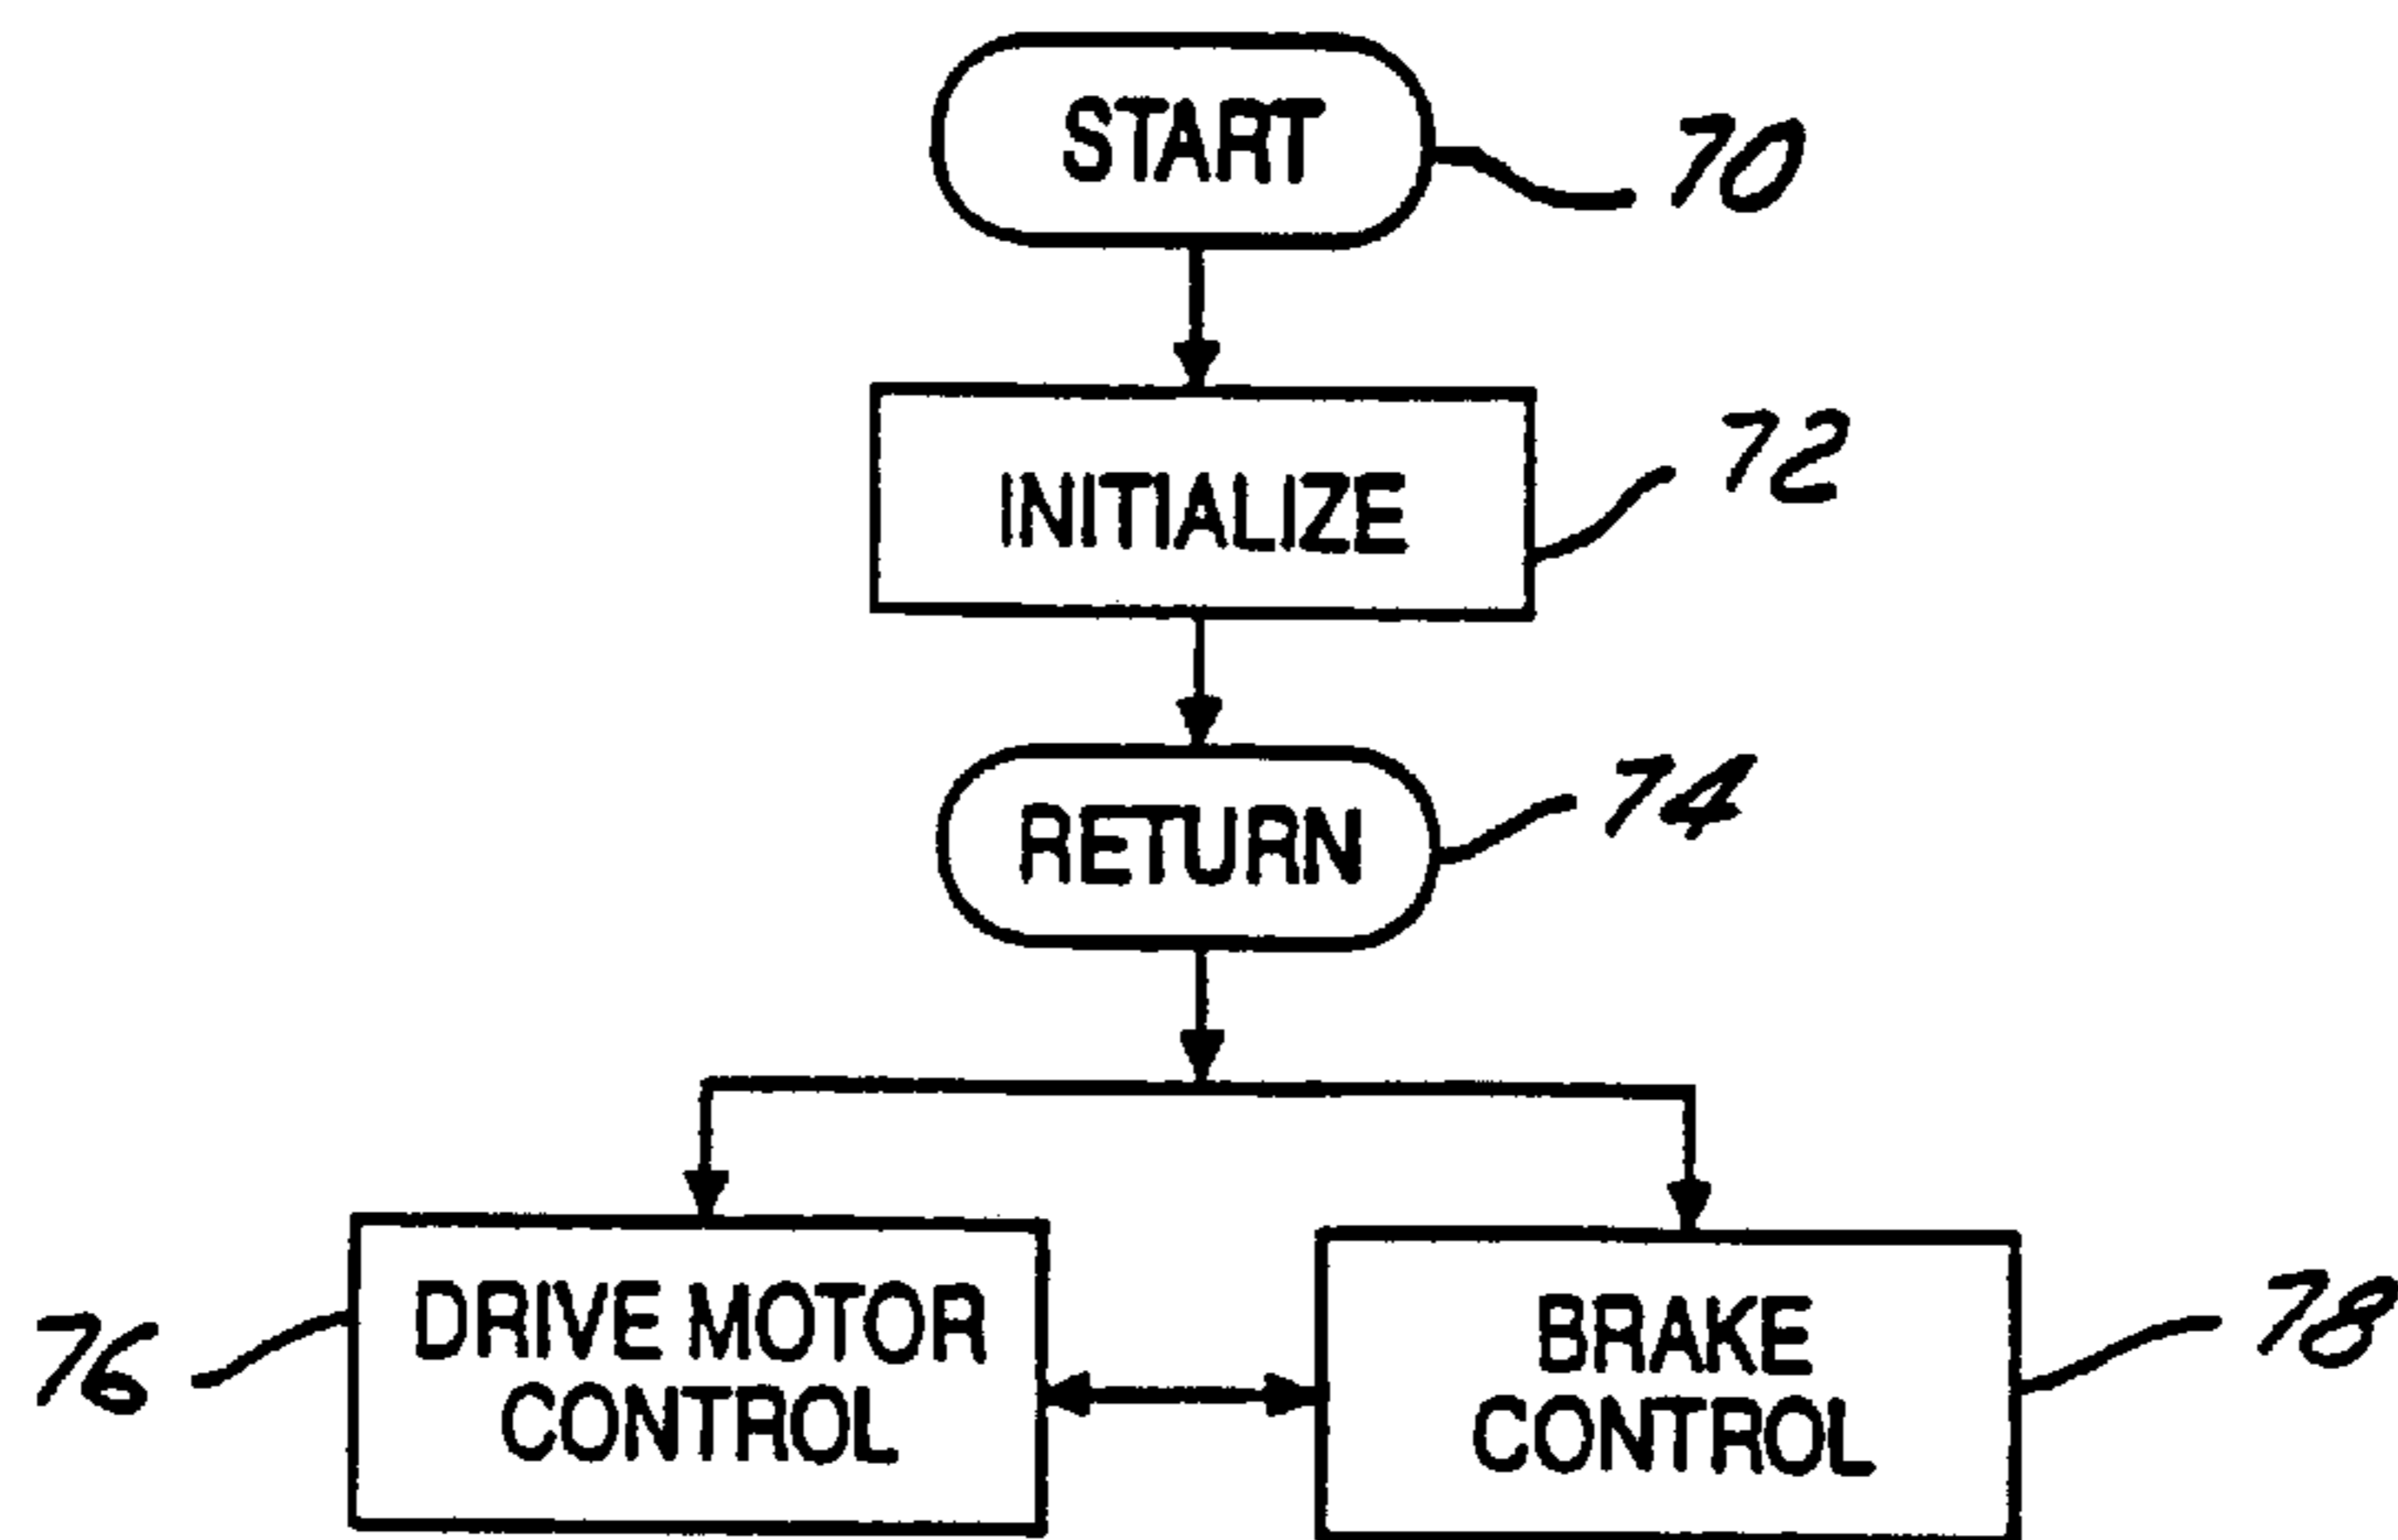 START
70
INITIALIZE
72
RETURN
74
DRIVE MOTOR
CONTROL
76
BRAKE
CONTROL
78